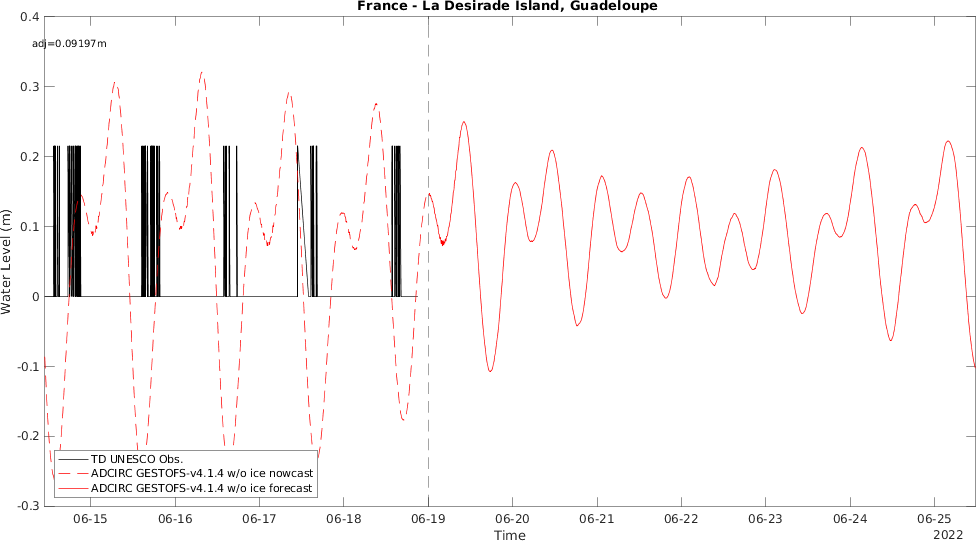 France - La Desirade Island, Guadeloupe
adj=0.09197m
0.4
0.3
0.2
0.1
0
-0.1
-0.2
-0.3
Water Level (m)
TD UNESCO Obs.
ADCIRC GESTOFS-v4.1.4 w/o ice nowcast
ADCIRC GESTOFS-v4.1.4 w/o ice forecast
06-15 06-16 06-17 06-18 06-19 06-20 06-21 06-22 06-23 06-24 06-25
Time
2022